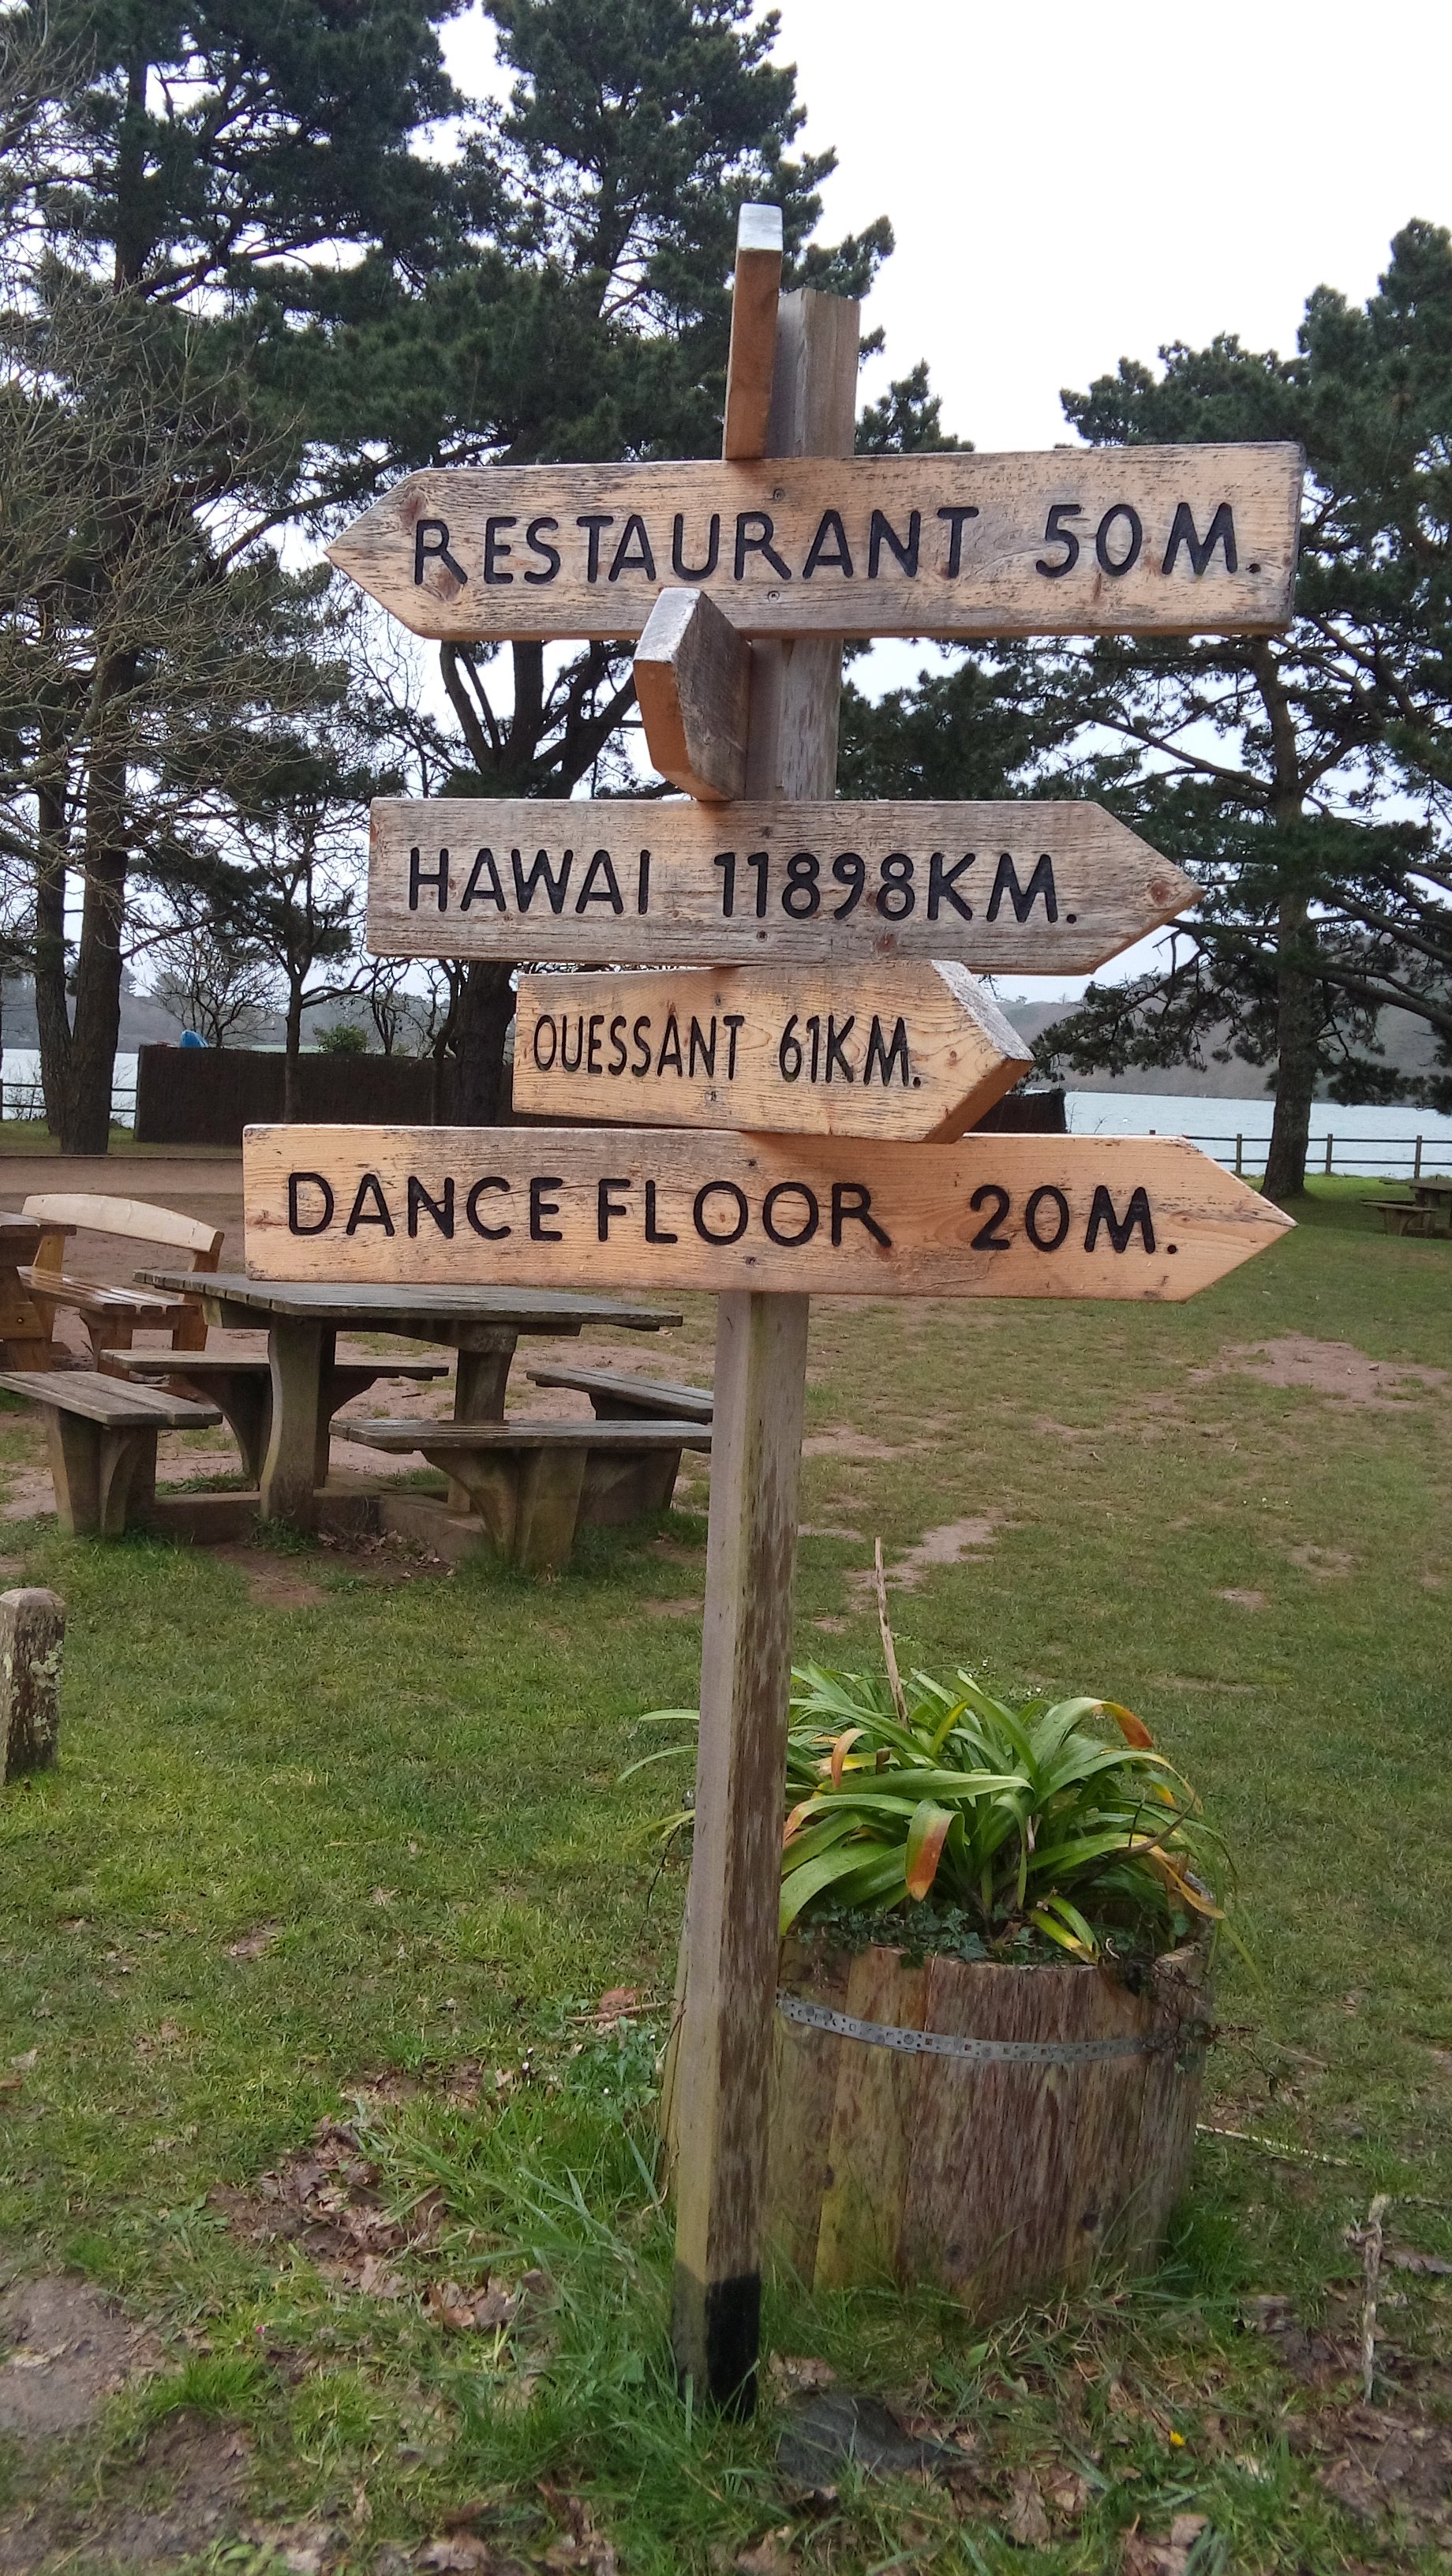 RESTAURANT 50M.
HAWAI 11898KM.
OUESSANT 61KM.
DANCE FLOOR 20M.